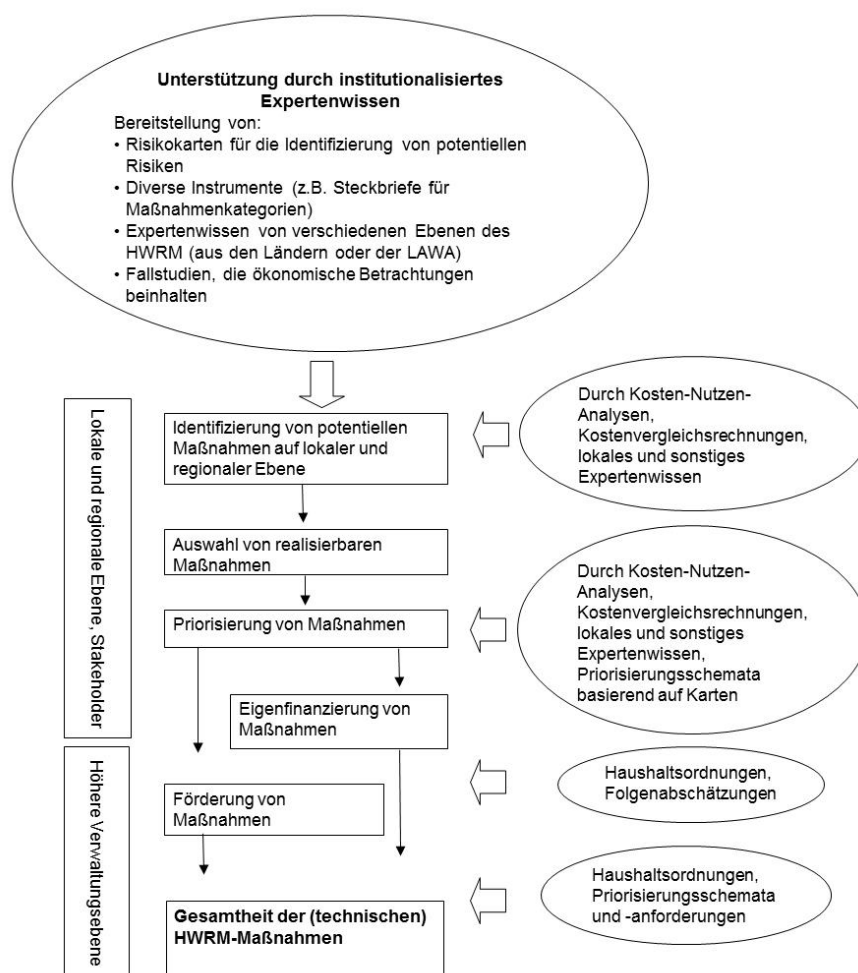 Unterstützung durch institutionalisiertes
Expertenwissen
Bereitstellung von:
• Risikokarten für die Identifizierung von potentiellen
Risiken
• Diverse Instrumente (z.B. Steckbriefe für
Maßnahmenkategorien)
• Expertenwissen von verschiedenen Ebenen des
HWRM (aus den Ländern oder der LAWA)
• Fallstudien, die ökonomische Betrachtungen
beinhalten
Lokale und regionale Ebene, Stakeholder
Identifizierung von potentiellen
Maßnahmen auf lokaler und
regionaler Ebene
Durch Kosten-Nutzen-
Analysen,
Kostenvergleichsrechnungen,
lokales und sonstiges
Expertenwissen
Auswahl von realisierbaren
Maßnahmen
Priorisierung von Maßnahmen
Durch Kosten-Nutzen-
Analysen,
Kostenvergleichsrechnungen,
lokales und sonstiges
Expertenwissen,
Priorisierungsschemata
basierend auf Karten
Eigenfinanzierung von
Maßnahmen
Höhere Verwaltungsebene
Förderung von
Maßnahmen
Haushaltsordnungen,
Folgenabschätzungen
Gesamtheit der (technischen)
HWRM-Maßnahmen
Haushaltsordnungen,
Priorisierungsschemata
und -anforderungen